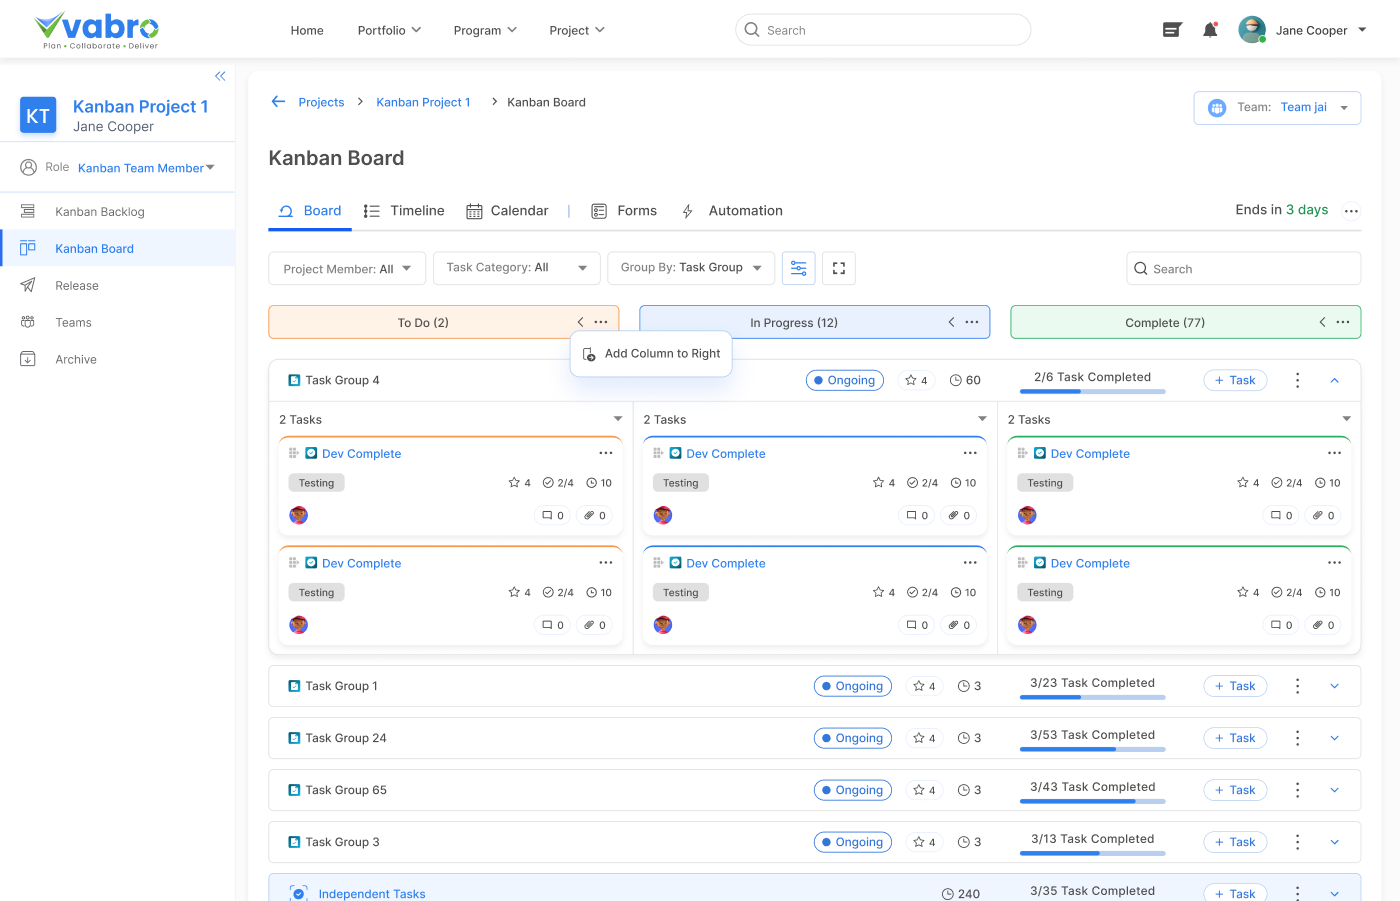 vabro
Plan • Collaborate • Deliver
Home
Portfolio
Program
Project
Search
Jane Cooper
KT
Kanban Project 1
Jane Cooper
Role
Kanban Team Member
Kanban Backlog
Kanban Board
Release
Teams
Archive
Projects
Kanban Project 1
Kanban Board
Team: Team jai
Kanban Board
Board
Timeline
Calendar
Forms
Automation
Ends in 3 days
Project Member: All
Task Category: All
Group By: Task Group
Search
To Do (2)
In Progress (12)
Complete (77)
Add Column to Right
Task Group 4
Ongoing
4
60
2/6 Task Completed
+ Task
2 Tasks
2 Tasks
2 Tasks
Dev Complete
Testing
4
2/4
10
0
0
Dev Complete
Testing
4
2/4
10
0
0
Dev Complete
Testing
4
2/4
10
0
0
Dev Complete
Testing
4
2/4
10
0
0
Dev Complete
Testing
4
2/4
10
0
0
Dev Complete
Testing
4
2/4
10
0
0
Task Group 1
Ongoing
4
3
3/23 Task Completed
+ Task
Task Group 24
Ongoing
4
3
3/53 Task Completed
+ Task
Task Group 65
Ongoing
4
3
3/43 Task Completed
+ Task
Task Group 3
Ongoing
4
3
3/13 Task Completed
+ Task
Independent Tasks
240
3/35 Task Completed
+ Task